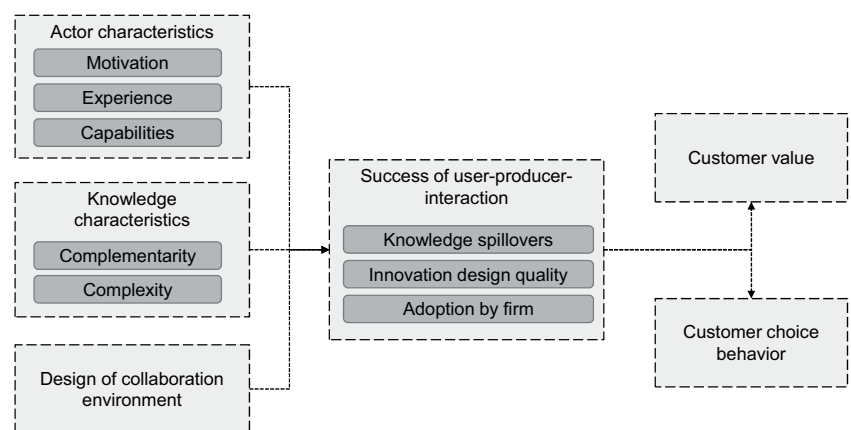 Actor characteristics
Motivation
Experience
Capabilities
Knowledge
characteristics
Complementarity
Complexity
Design of collaboration
environment
Success of user-producer-
interaction
Knowledge spillovers
Innovation design quality
Adoption by firm
Customer value
Customer choice
behavior